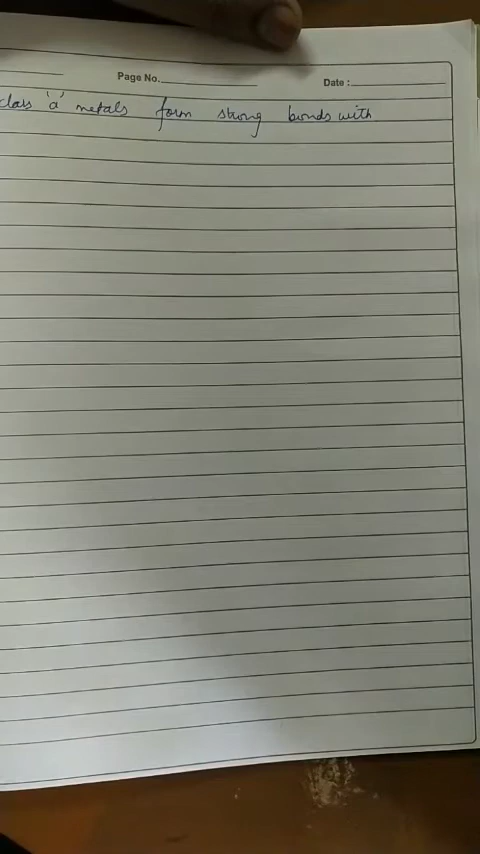 Page No. Date :
class 'a' metals form strong bonds with